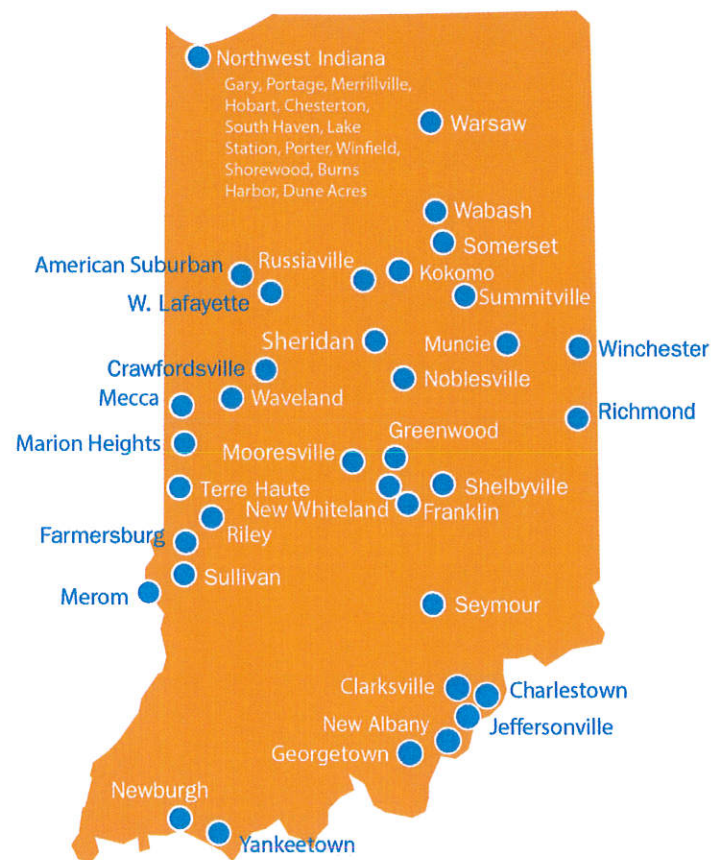 Northwest Indiana
Gary, Portage, Merrillville,
Hobart, Chesterton,
South Haven, Lake
Station, Porter, Winfield,
Shorewood, Burns
Harbor, Dune Acres
Warsaw
Wabash
Somerset
American Suburban
Russiaville
Kokomo
W. Lafayette
Summitville
Sheridan
Muncie
Winchester
Crawfordsville
Noblesville
Mecca
Waveland
Richmond
Marion Heights
Greenwood
Mooresville
Terre Haute
Shelbyville
New Whiteland
Franklin
Farmersburg
Riley
Sullivan
Merom
Seymour
Clarksville
Charlestown
New Albany
Jeffersonville
Georgetown
Newburgh
Yankeetown